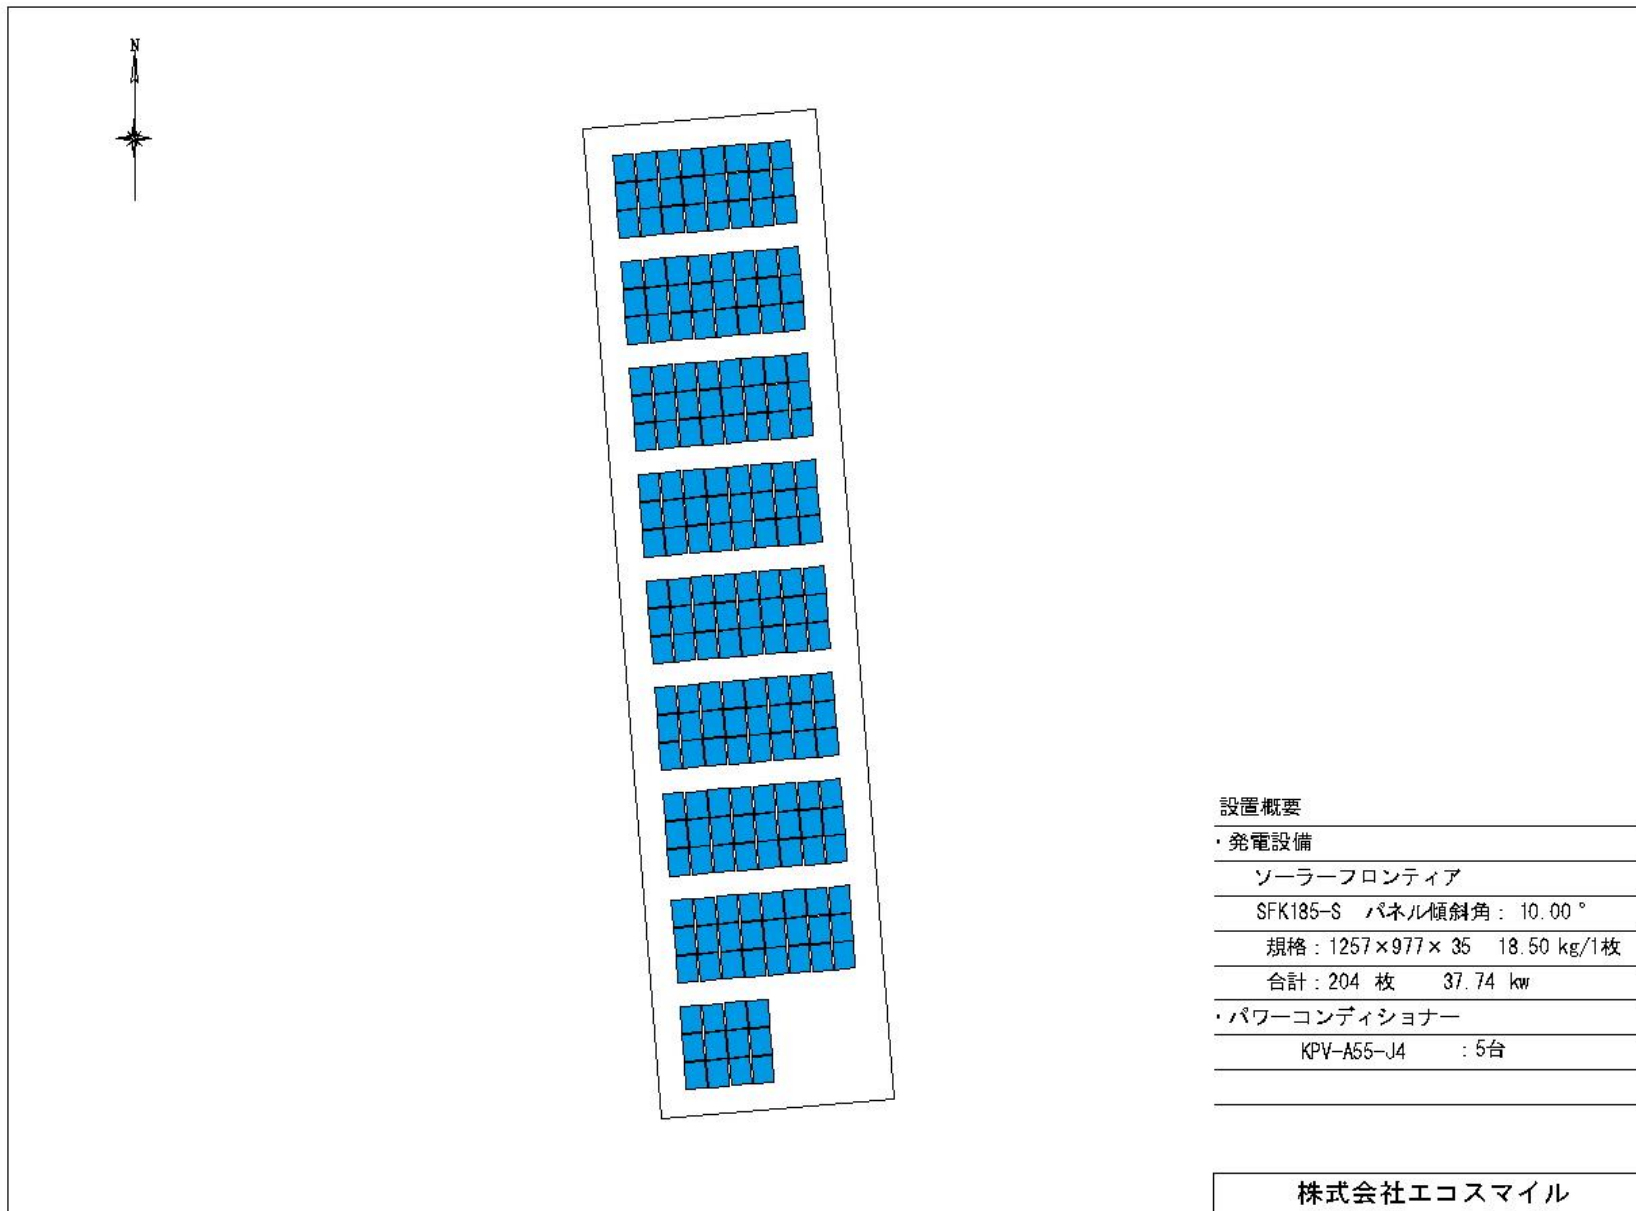 N
設置概要
・発電設備
ソーラーフロンティア
SFK185-S パネル傾斜角： 10.00 °
規格：1257×977× 35 18.50 kg/1枚
合計：204 枚 37.74 kw
・パワーコンディショナー
KPV-A55-J4 ：5台
株式会社エコスマイル